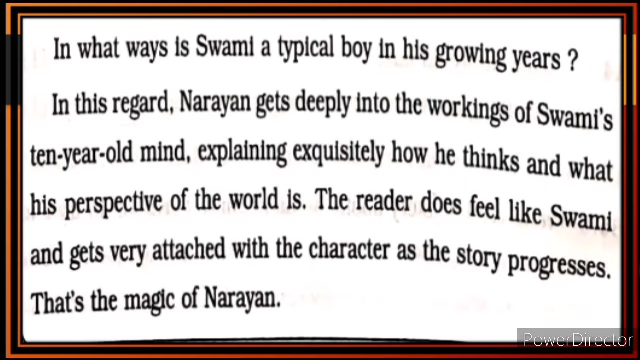 In what ways is Swami a typical boy in his growing years ?
In this regard, Narayan gets deeply into the workings of Swami's
ten-year-old mind, explaining exquisitely how he thinks and what
his perspective of the world is. The reader does feel like Swami
and gets very attached with the character as the story progresses.
That's the magic of Narayan.
PowerDirector